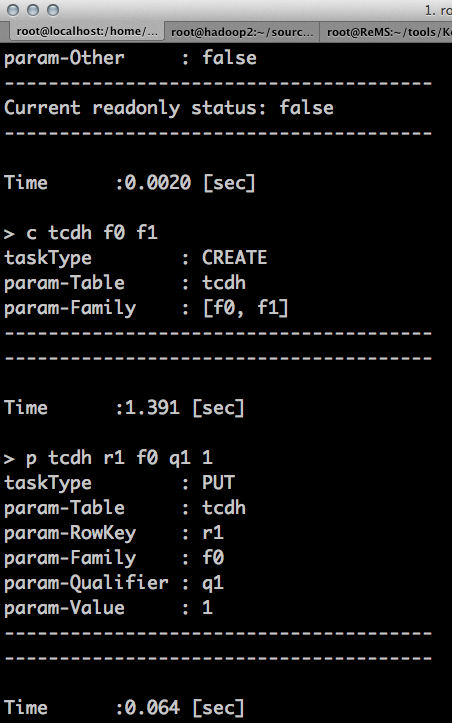 1. ro
root@localhost:/home/... root@hadoop2:~/sourc... root@ReMS:~/tools/K
param-Other : false
---------------------------------------
Current readonly status: false
---------------------------------------
Time :0.0020 [sec]
> c tcdh f0 f1
taskType : CREATE
param-Table : tcdh
param-Family : [f0, f1]
---------------------------------------
---------------------------------------
Time :1.391 [sec]
> p tcdh r1 f0 q1 1
taskType : PUT
param-Table : tcdh
param-RowKey : r1
param-Family : f0
param-Qualifier : q1
param-Value : 1
---------------------------------------
---------------------------------------
Time :0.064 [sec]